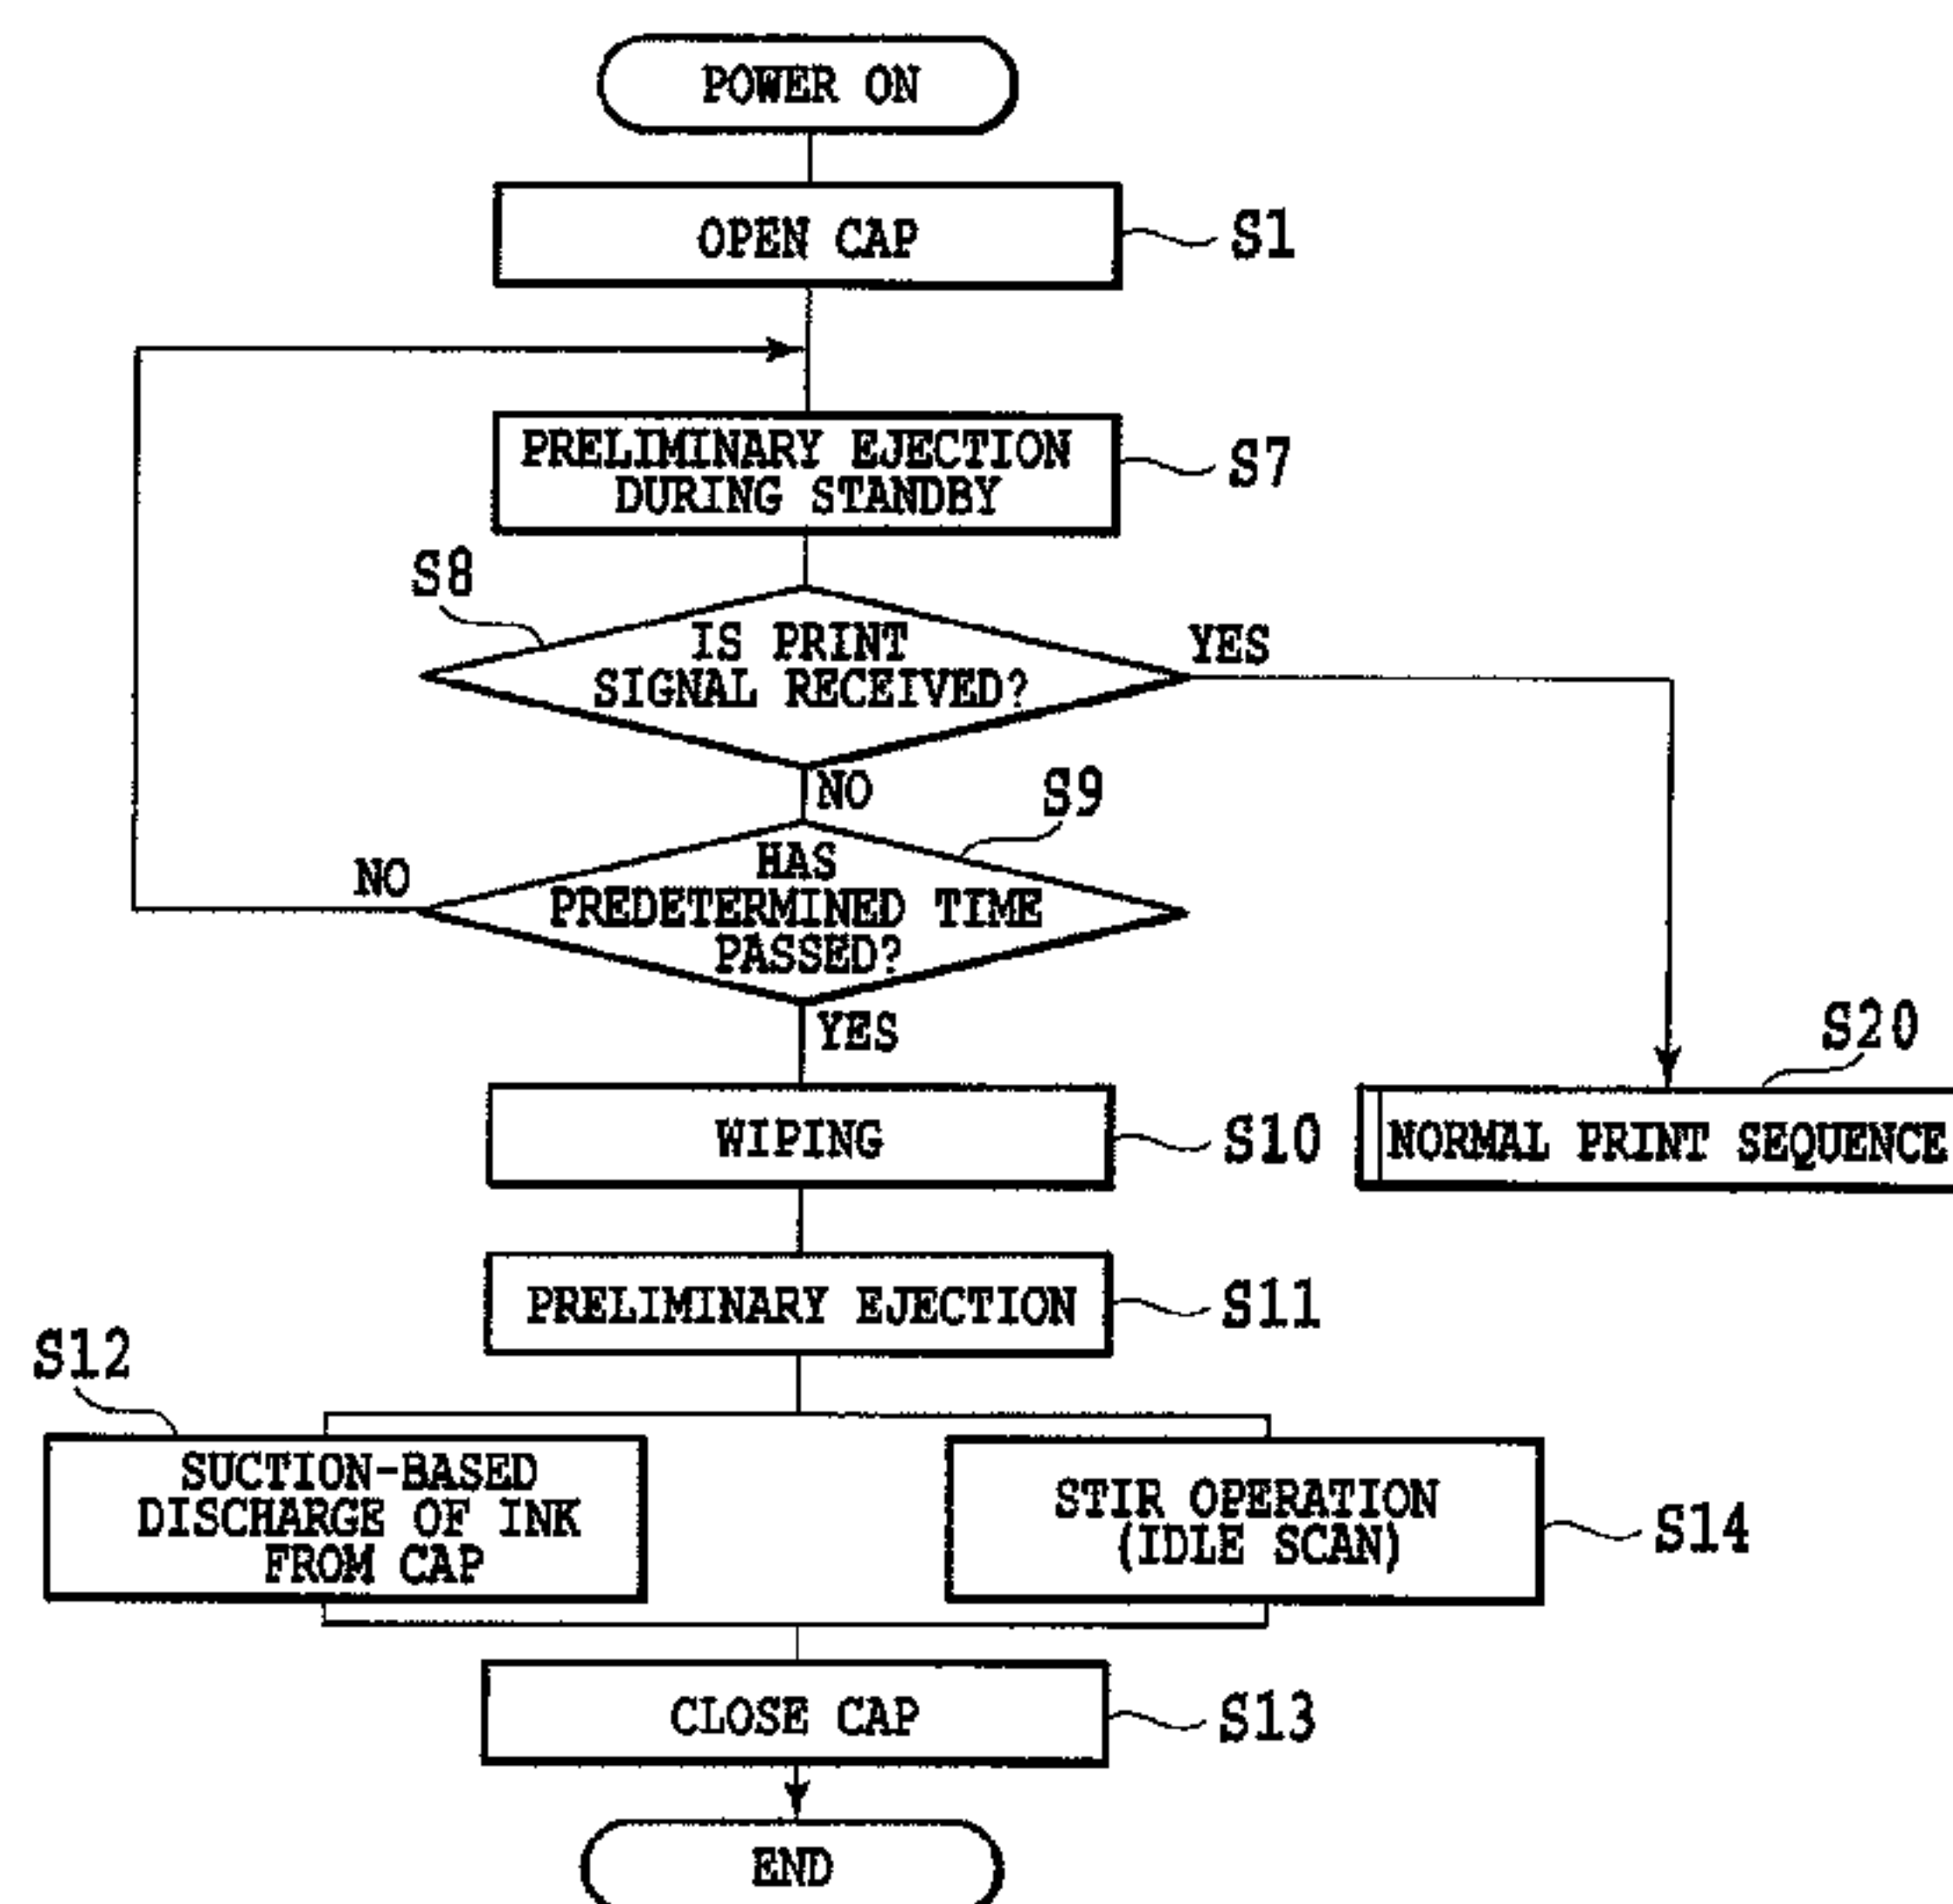 POWER ON
OPEN CAP
S1
PRELIMINARY EJECTION
DURING STANDBY
S7
S8
IS PRINT
SIGNAL RECEIVED?
YES
NO
S9
HAS
PREDETERMINED TIME
PASSED?
NO
YES
S20
WIPING
S10
NORMAL PRINT SEQUENCE
PRELIMINARY EJECTION
S11
S12
SUCTION-BASED
DISCHARGE OF INK
FROM CAP
STIR OPERATION
(IDLE SCAN)
S14
CLOSE CAP
S13
END